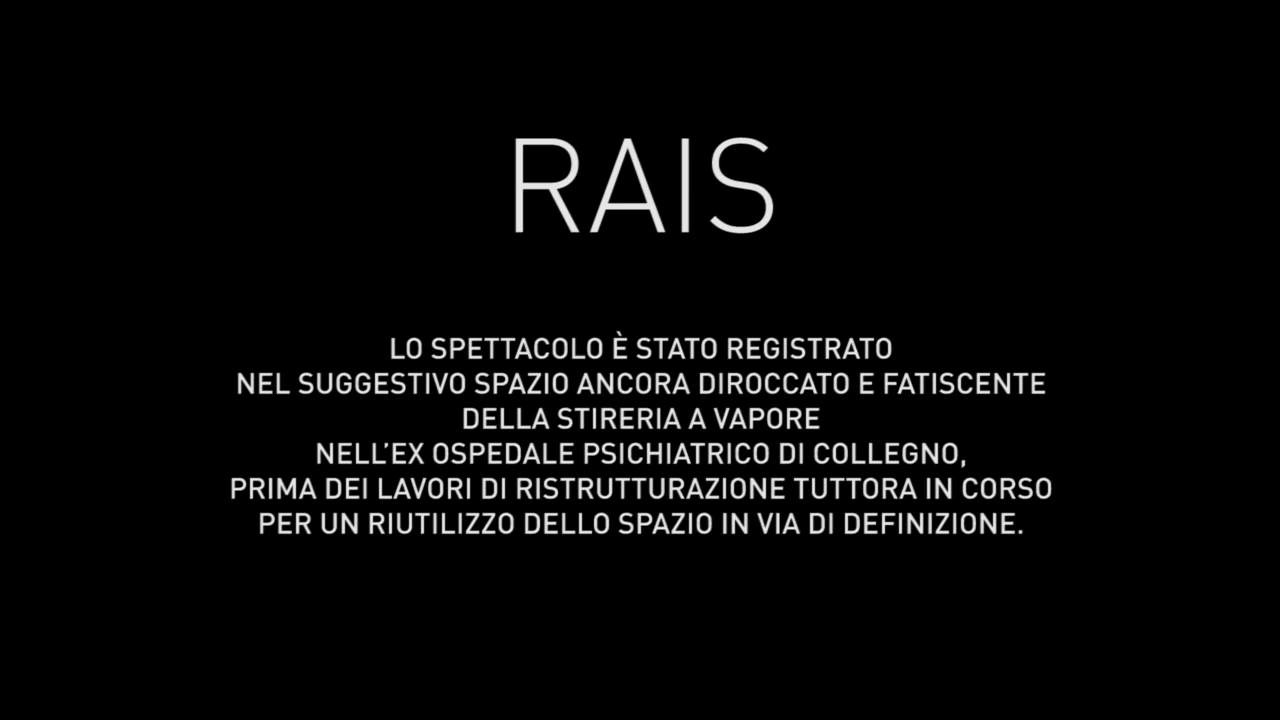 RAIS
LO SPETTACOLO È STATO REGISTRATO
NEL SUGGESTIVO SPAZIO ANCORA DIROCCATO E FATISCENTE
DELLA STIRERIA A VAPORE
NELL'EX OSPEDALE PSICHIATRICO DI COLLEGNO,
PRIMA DEI LAVORI DI RISTRUTTURAZIONE TUTTORA IN CORSO
PER UN RIUTILIZZO DELLO SPAZIO IN VIA DI DEFINIZIONE.